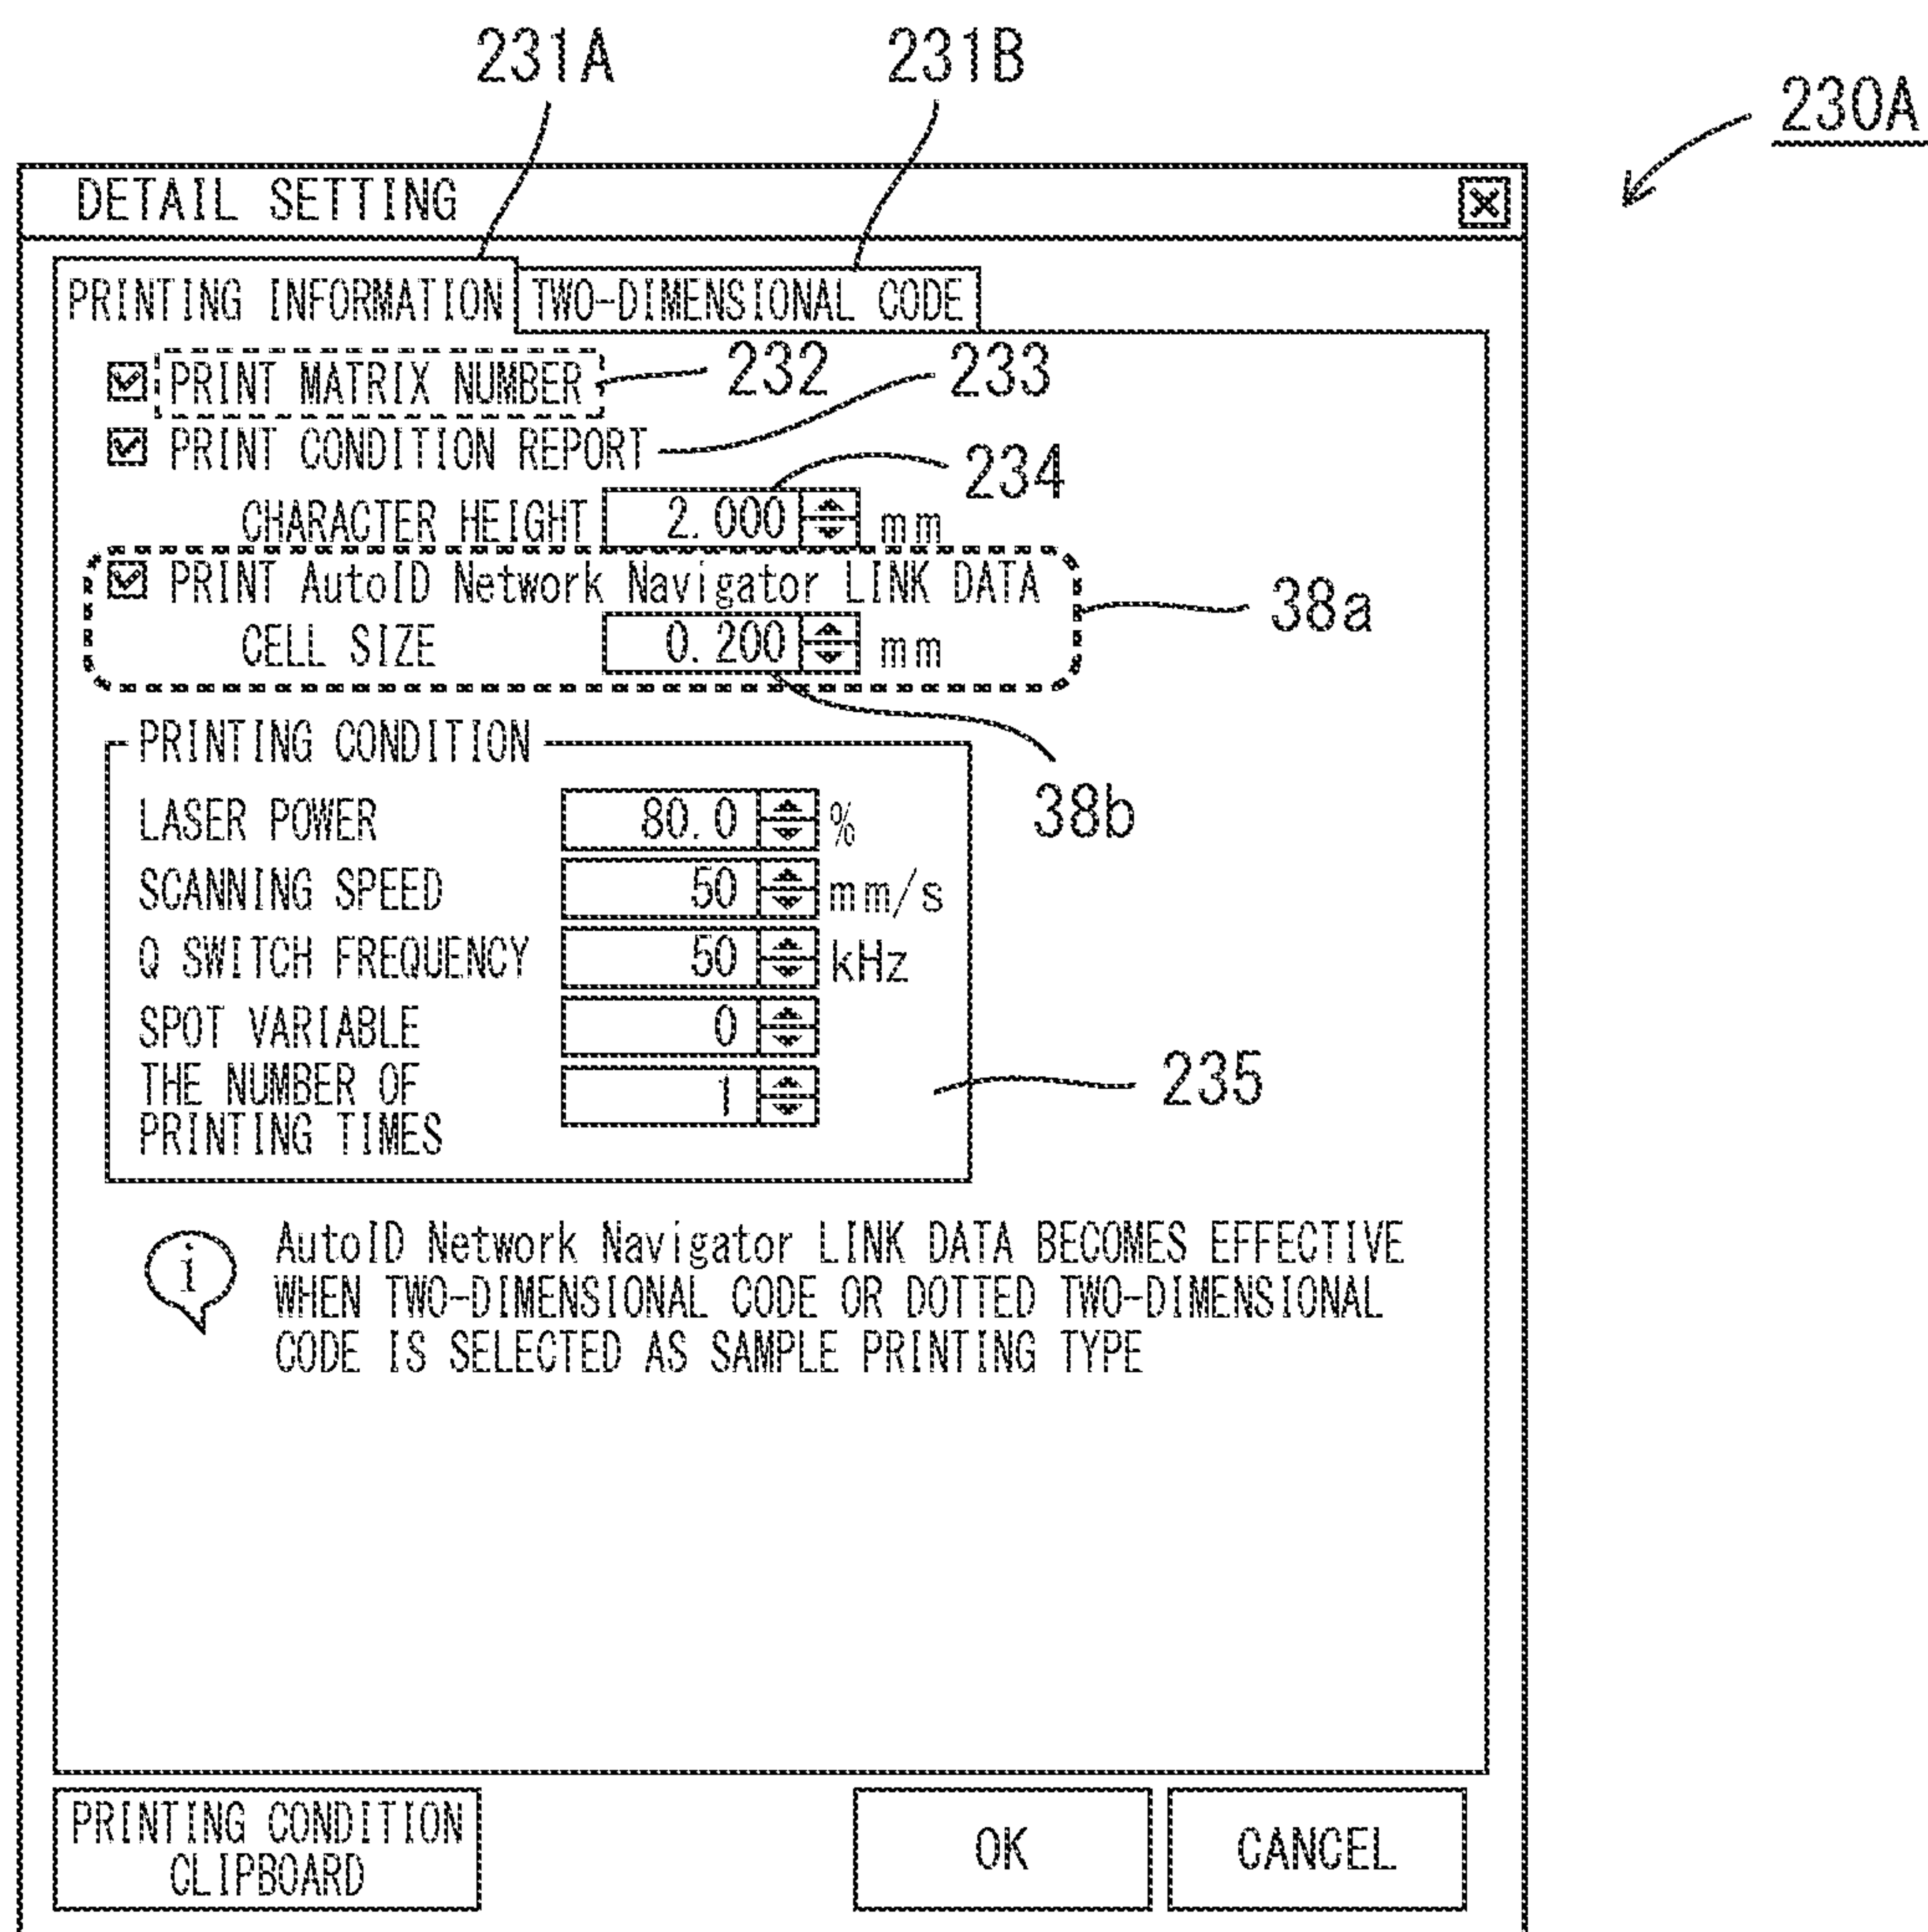 231A
231B
230A
DETAIL SETTING
PRINTING INFORMATION
TWO-DIMENSIONAL CODE
PRINT MATRIX NUMBER
232
233
PRINT CONDITION REPORT
234
CHARACTER HEIGHT 2.000 mm
PRINT AutoID Network Navigator LINK DATA
38a
CELL SIZE 0.200 mm
38b
PRINTING CONDITION
LASER POWER 80.0 %
SCANNING SPEED 50 mm/s
Q SWITCH FREQUENCY 50 kHz
SPOT VARIABLE 0
THE NUMBER OF
PRINTING TIMES 1
235
i
AutoID Network Navigator LINK DATA BECOMES EFFECTIVE
WHEN TWO-DIMENSIONAL CODE OR DOTTED TWO-DIMENSIONAL
CODE IS SELECTED AS SAMPLE PRINTING TYPE
PRINTING CONDITION
CLIPBOARD
OK
CANCEL